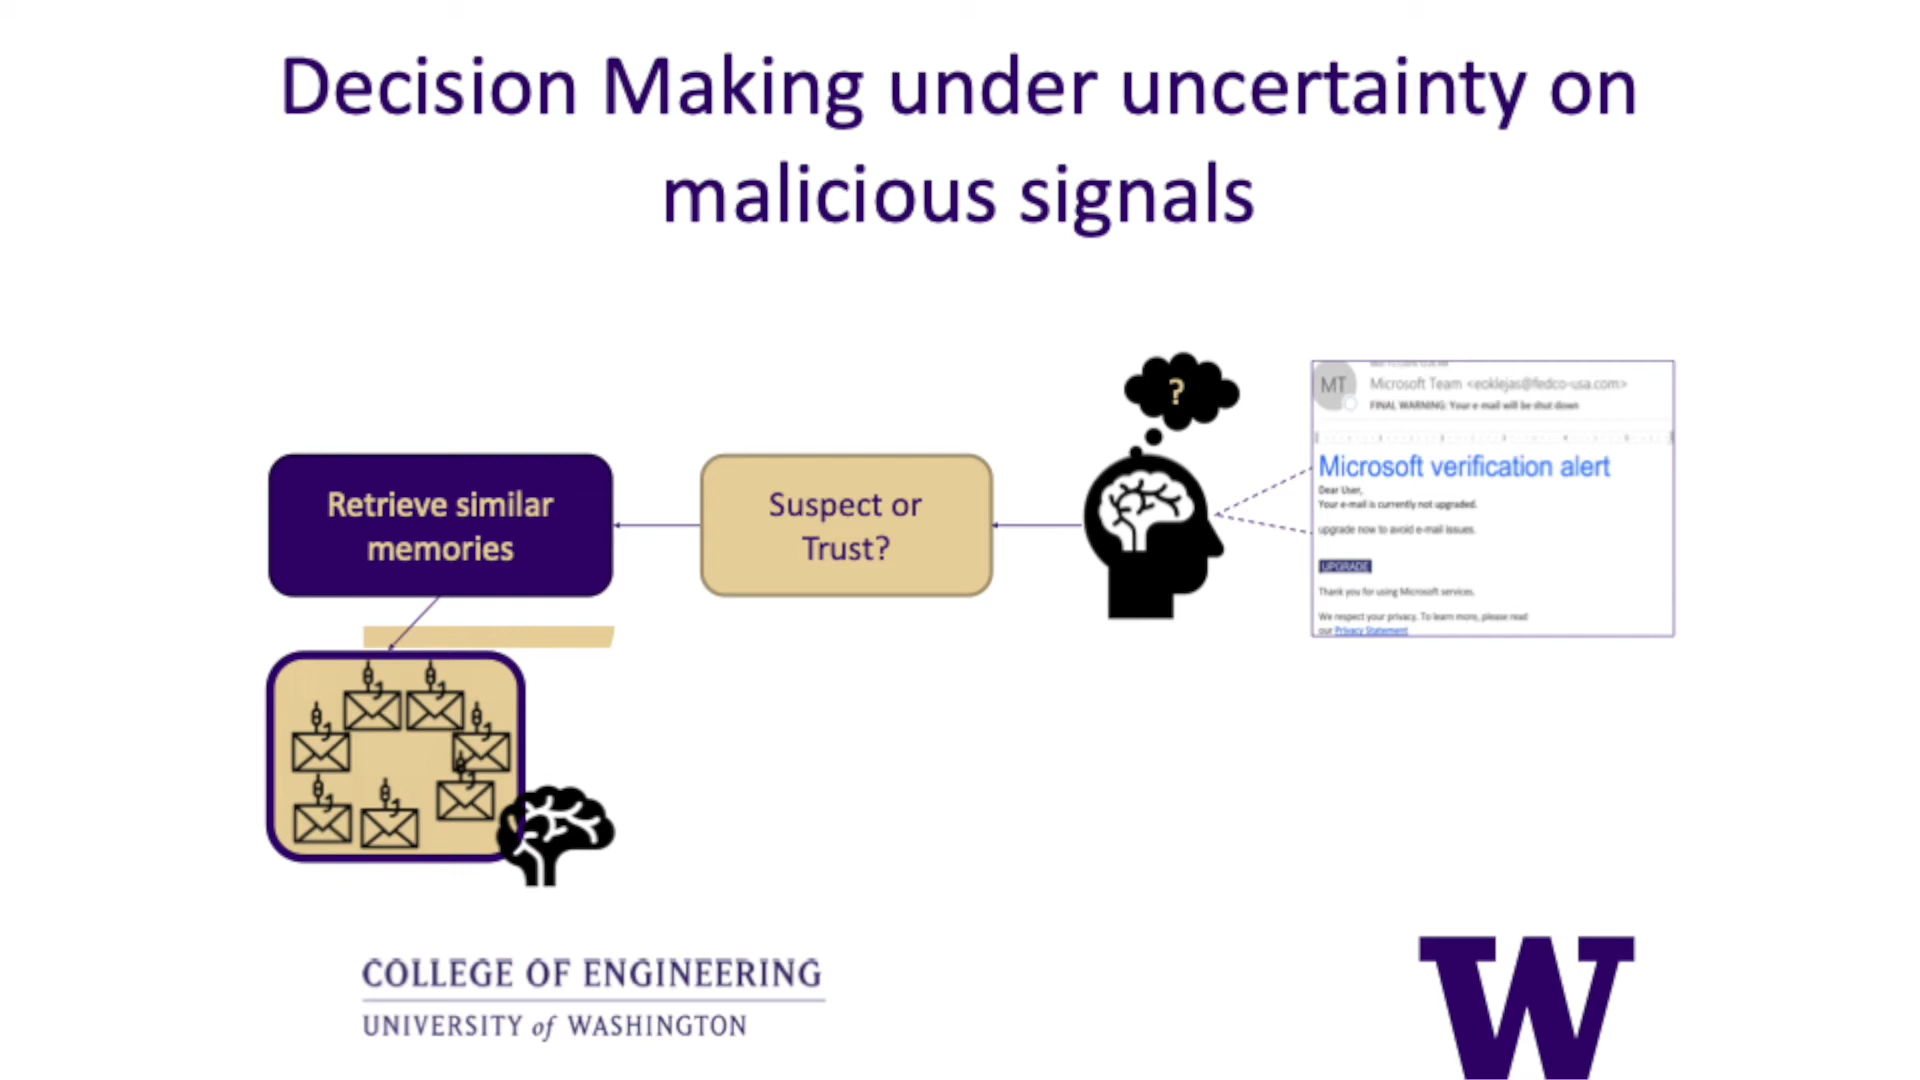 Decision Making under uncertainty on
malicious signals
Retrieve similar
memories
Suspect or
Trust?
?
MT
Microsoft Team <eoklejas@fedco-usa.com>
FINAL WARNING: Your e-mail will be shut down
Microsoft verification alert
Dear User,
Your e-mail is currently not upgraded.
upgrade now to avoid e-mail issues.
UPGRADE
Thank you for using Microsoft services.
We respect your privacy. To learn more, please read
our Privacy Statement
COLLEGE OF ENGINEERING
UNIVERSITY of WASHINGTON
W